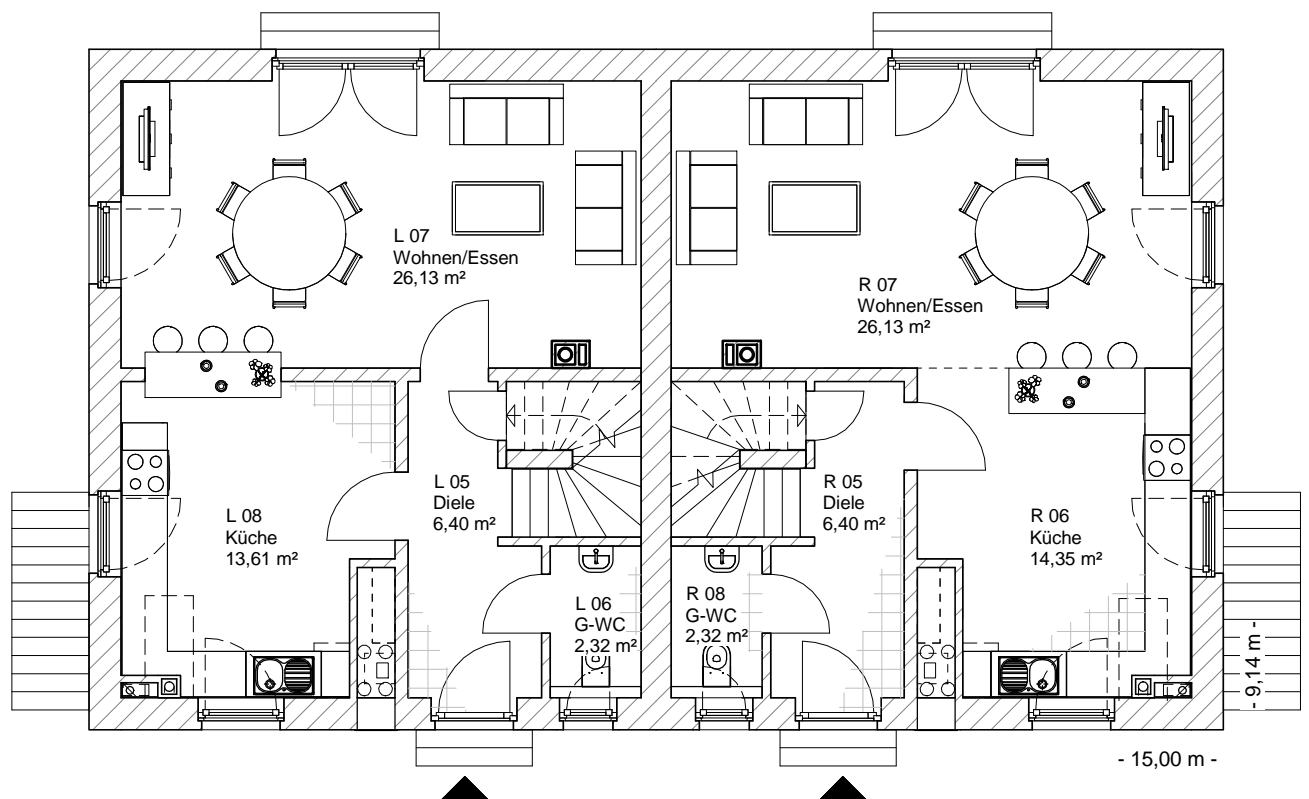 L 07
Wohnen/Essen
26,13 m²
R 07
Wohnen/Essen
26,13 m²
L 05
Diele
6,40 m²
R 05
Diele
6,40 m²
L 08
Küche
13,61 m²
R 06
Küche
14,35 m²
L 06
G-WC
2,32 m²
R 08
G-WC
2,32 m²
- 9,14 m -
- 15,00 m -